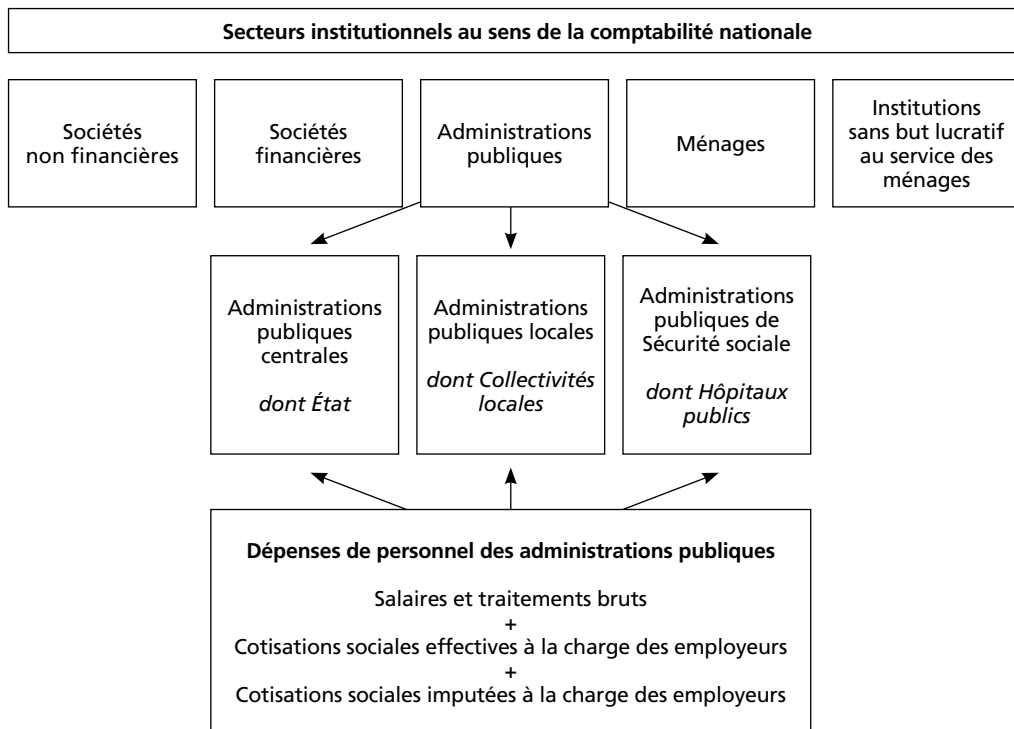 Secteurs institutionnels au sens de la comptabilité nationale
Sociétés
non financières
Sociétés
financières
Administrations
publiques
Ménages
Institutions
sans but lucratif
au service des
ménages
Administrations
publiques
centrales
dont État
Administrations
publiques locales
dont Collectivités
locales
Administrations
publiques de
Sécurité sociale
dont Hôpitaux
publics
Dépenses de personnel des administrations publiques
Salaires et traitements bruts
+
Cotisations sociales effectives à la charge des employeurs
+
Cotisations sociales imputées à la charge des employeurs